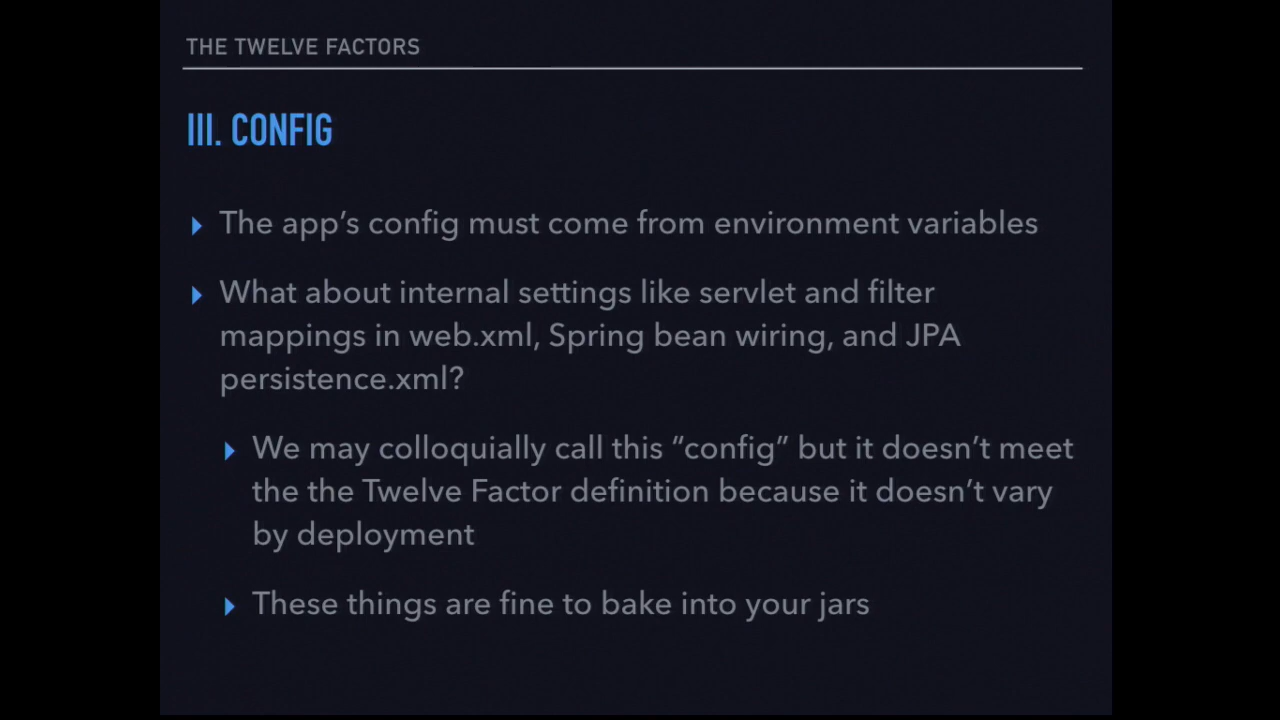 THE TWELVE FACTORS
III. CONFIG
The app's config must come from environment variables
What about internal settings like servlet and filter
mappings in web.xml, Spring bean wiring, and JPA
persistence.xml?
We may colloquially call this “config” but it doesn't meet
the the Twelve Factor definition because it doesn't vary
by deployment
These things are fine to bake into your jars